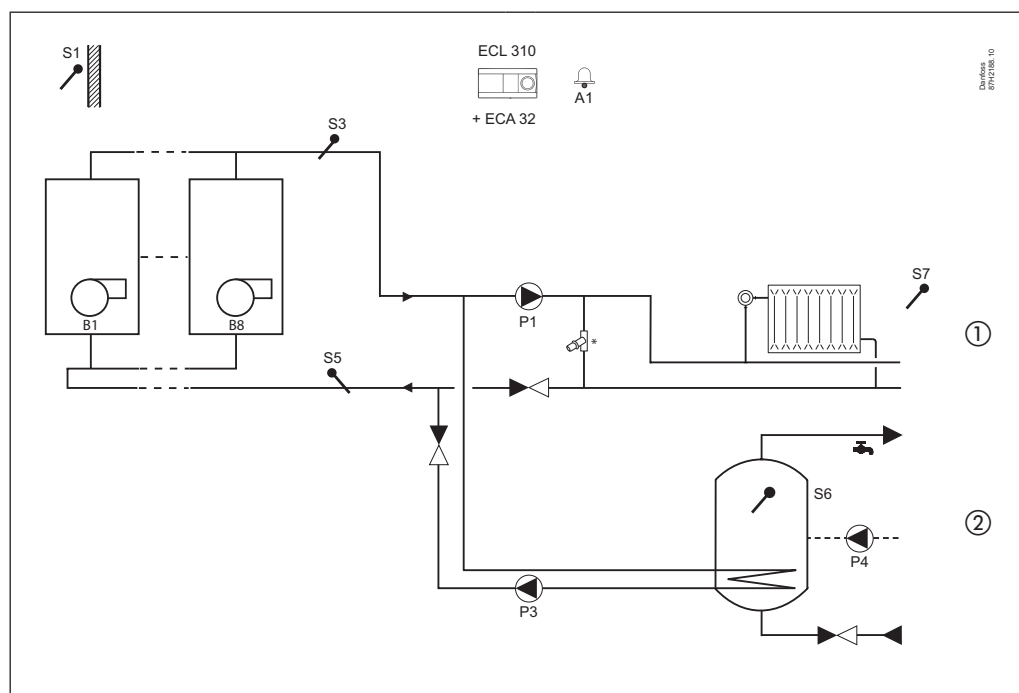 S1
ECL 310
A1
+ ECA 32
Danfoss
87H2188.10
S3
S7
B1
B8
P1
*
①
S5
S6
②
P4
P3